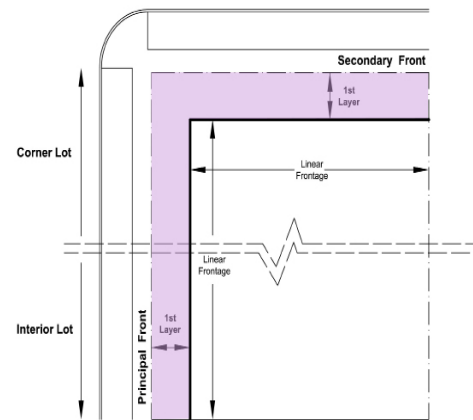 Secondary Front
1st
Layer
Corner Lot
Linear
Frontage
Linear
Frontage
1st
Layer
Interior Lot
Principal Front